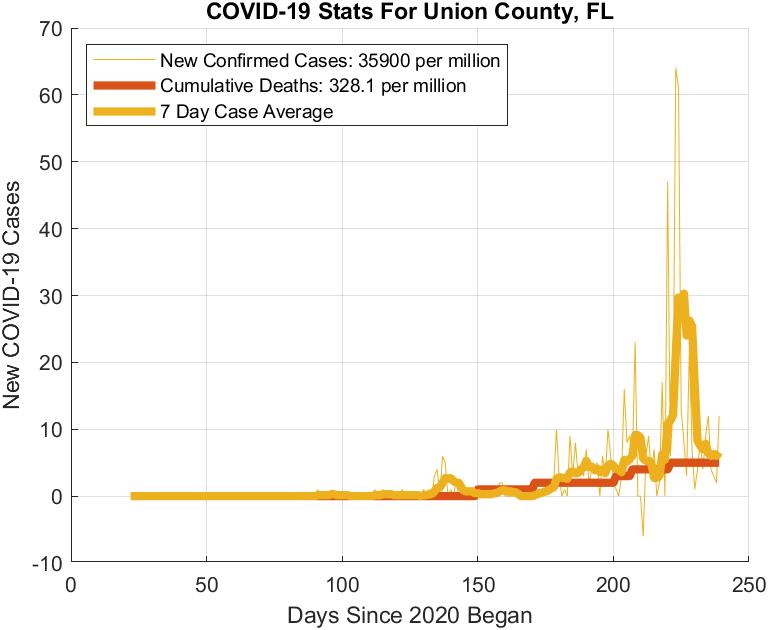 COVID-19 Stats For Union County, FL
New Confirmed Cases: 35900 per million
Cumulative Deaths: 328.1 per million
7 Day Case Average
New COVID-19 Cases
70
60
50
40
30
20
10
0
-10
0 50 100 150 200 250
Days Since 2020 Began